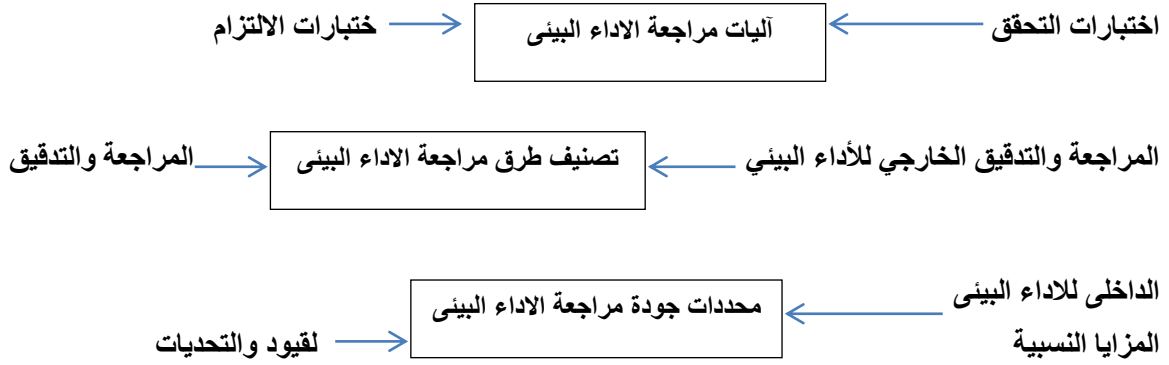 اختبارات التحقق آليات مراجعة الاداء البيئى ختبارات الالتزام
المراجعة والتدقيق الخارجي للأداء البيئي تصنيف طرق مراجعة الاداء البيئى المراجعة والتدقيق
الداخلى للاداء البيئى محددات جودة مراجعة الاداء البيئى
المزايا النسبية لقيود والتحديات